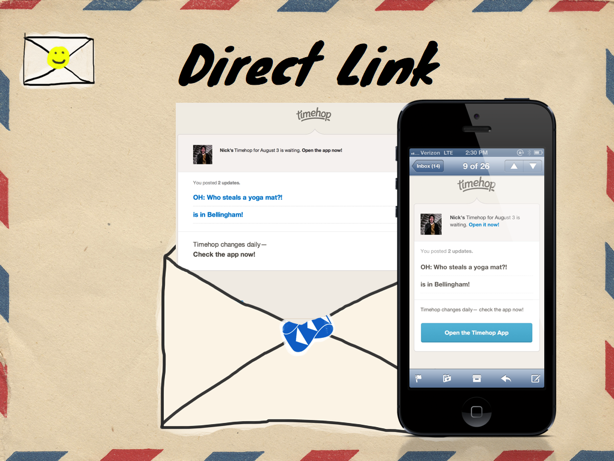 Direct Link
timehop
Nick's Timehop for August 3 is waiting. Open the app now!
You posted 2 updates.
OH: Who steals a yoga mat?!
is in Bellingham!
Timehop changes daily—
Check the app now!
Verizon LTE 2:30 PM
Inbox (14) 9 of 26
timehop
Nick's Timehop for August 3 is
waiting. Open it now!
You posted 2 updates.
OH: Who steals a yoga mat?!
is in Bellingham!
Timehop changes daily— check the app now!
Open the Timehop App